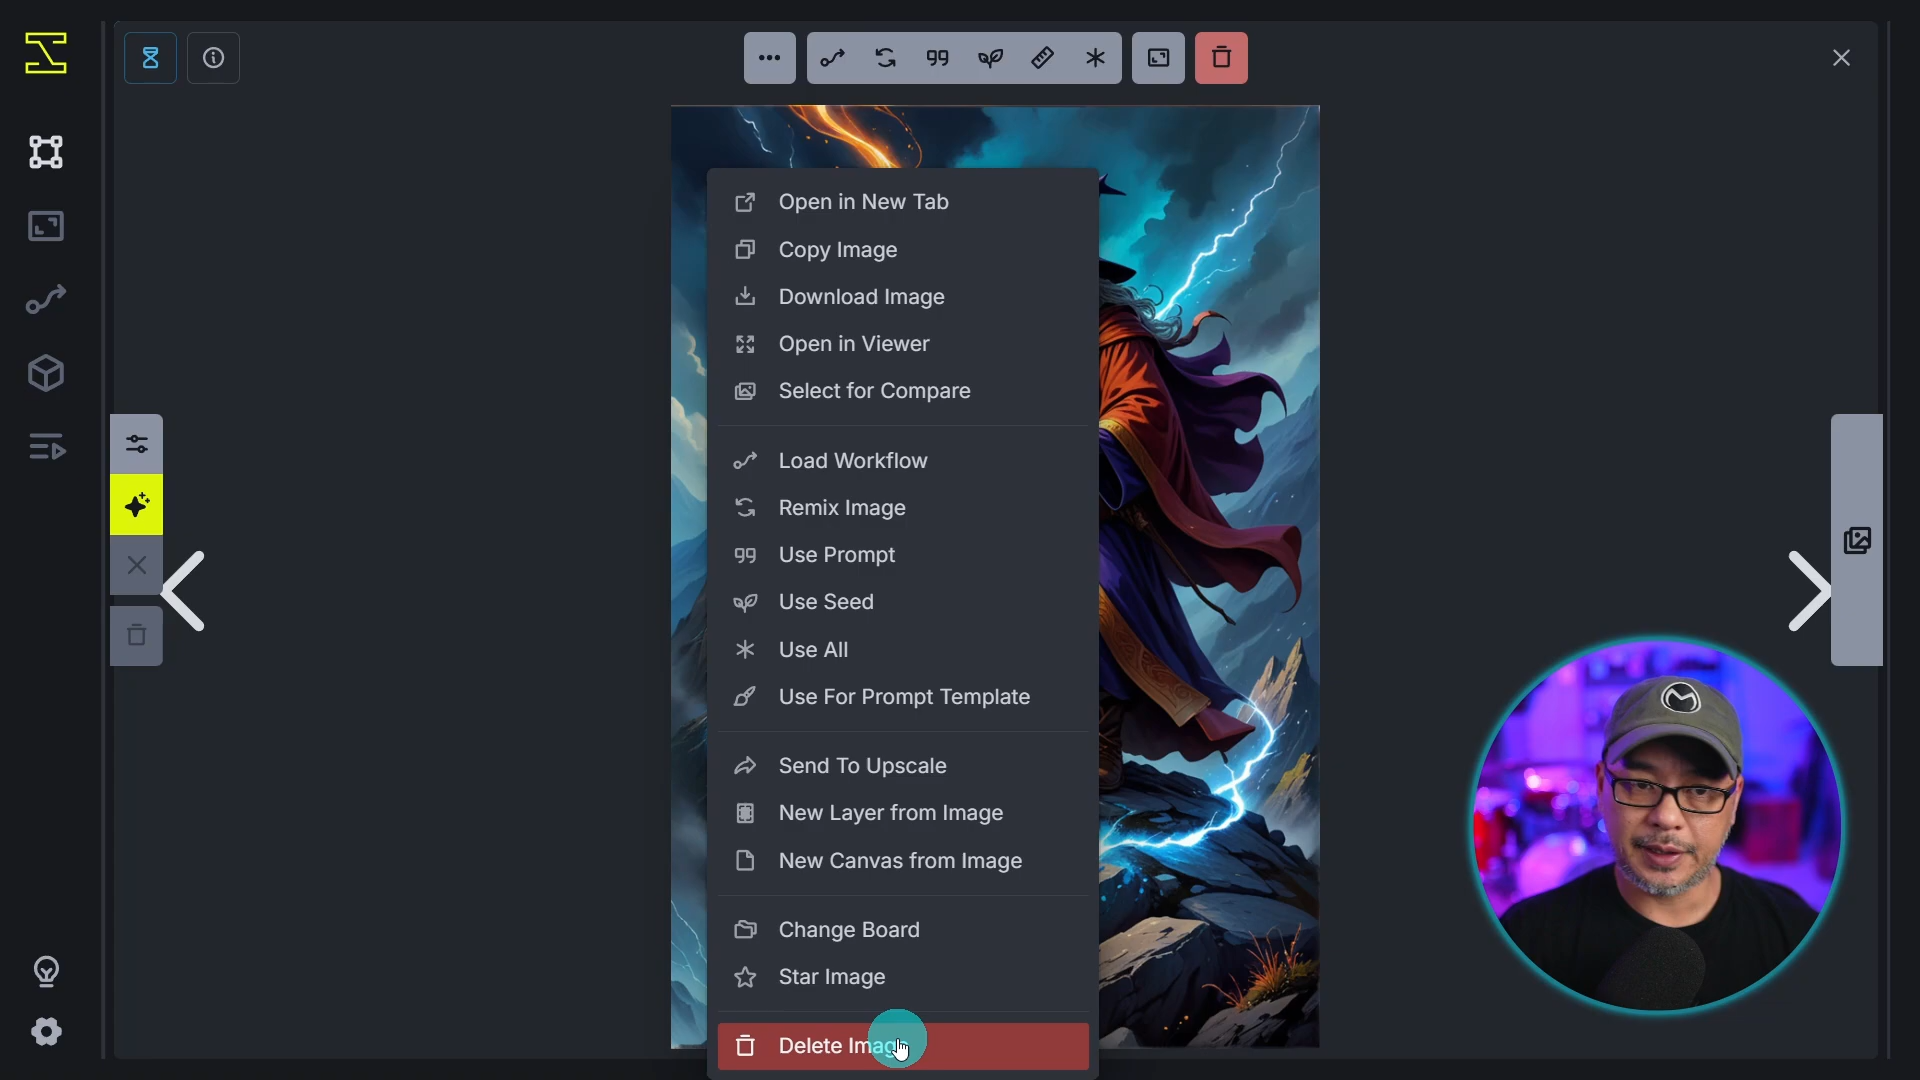 Open in New Tab
Copy Image
Download Image
Open in Viewer
Select for Compare
Load Workflow
Remix Image
Use Prompt
Use Seed
Use All
Use For Prompt Template
Send To Upscale
New Layer from Image
New Canvas from Image
Change Board
Star Image
Delete Image